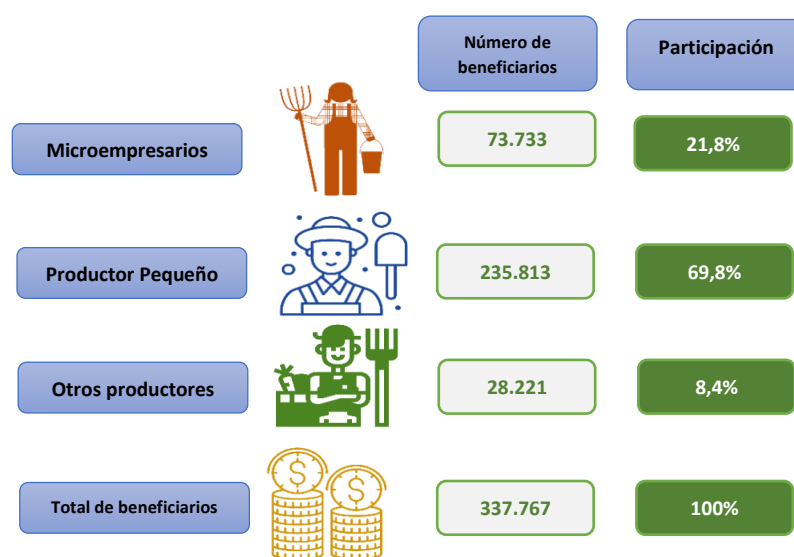 Número de
beneficiarios
Participación
Microempresarios
73.733
21,8%
Productor Pequeño
235.813
69,8%
Otros productores
28.221
8,4%
Total de beneficiarios
337.767
100%